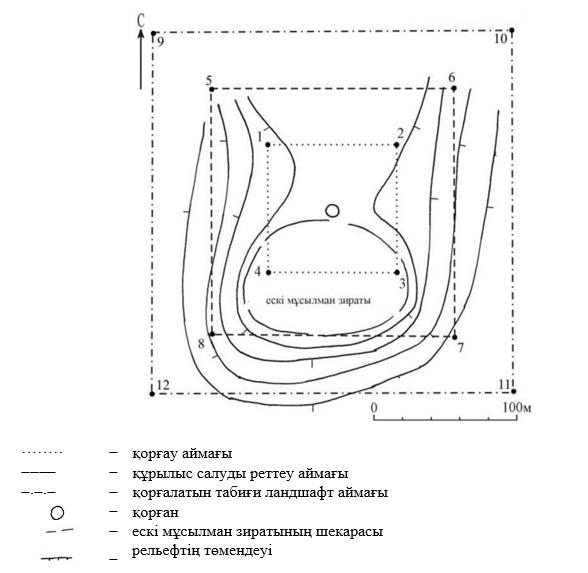 С
9
10
5
6
1
2
4
3
ескі мұсылман зираты
8
7
12
11
0
100м
– қорғау аймағы
– құрылыс салуды реттеу аймағы
– қорғалатын табиғи ландшафт аймағы
– қорған
– ескі мұсылман зиратының шекарасы
– рельефтің төмендеуі